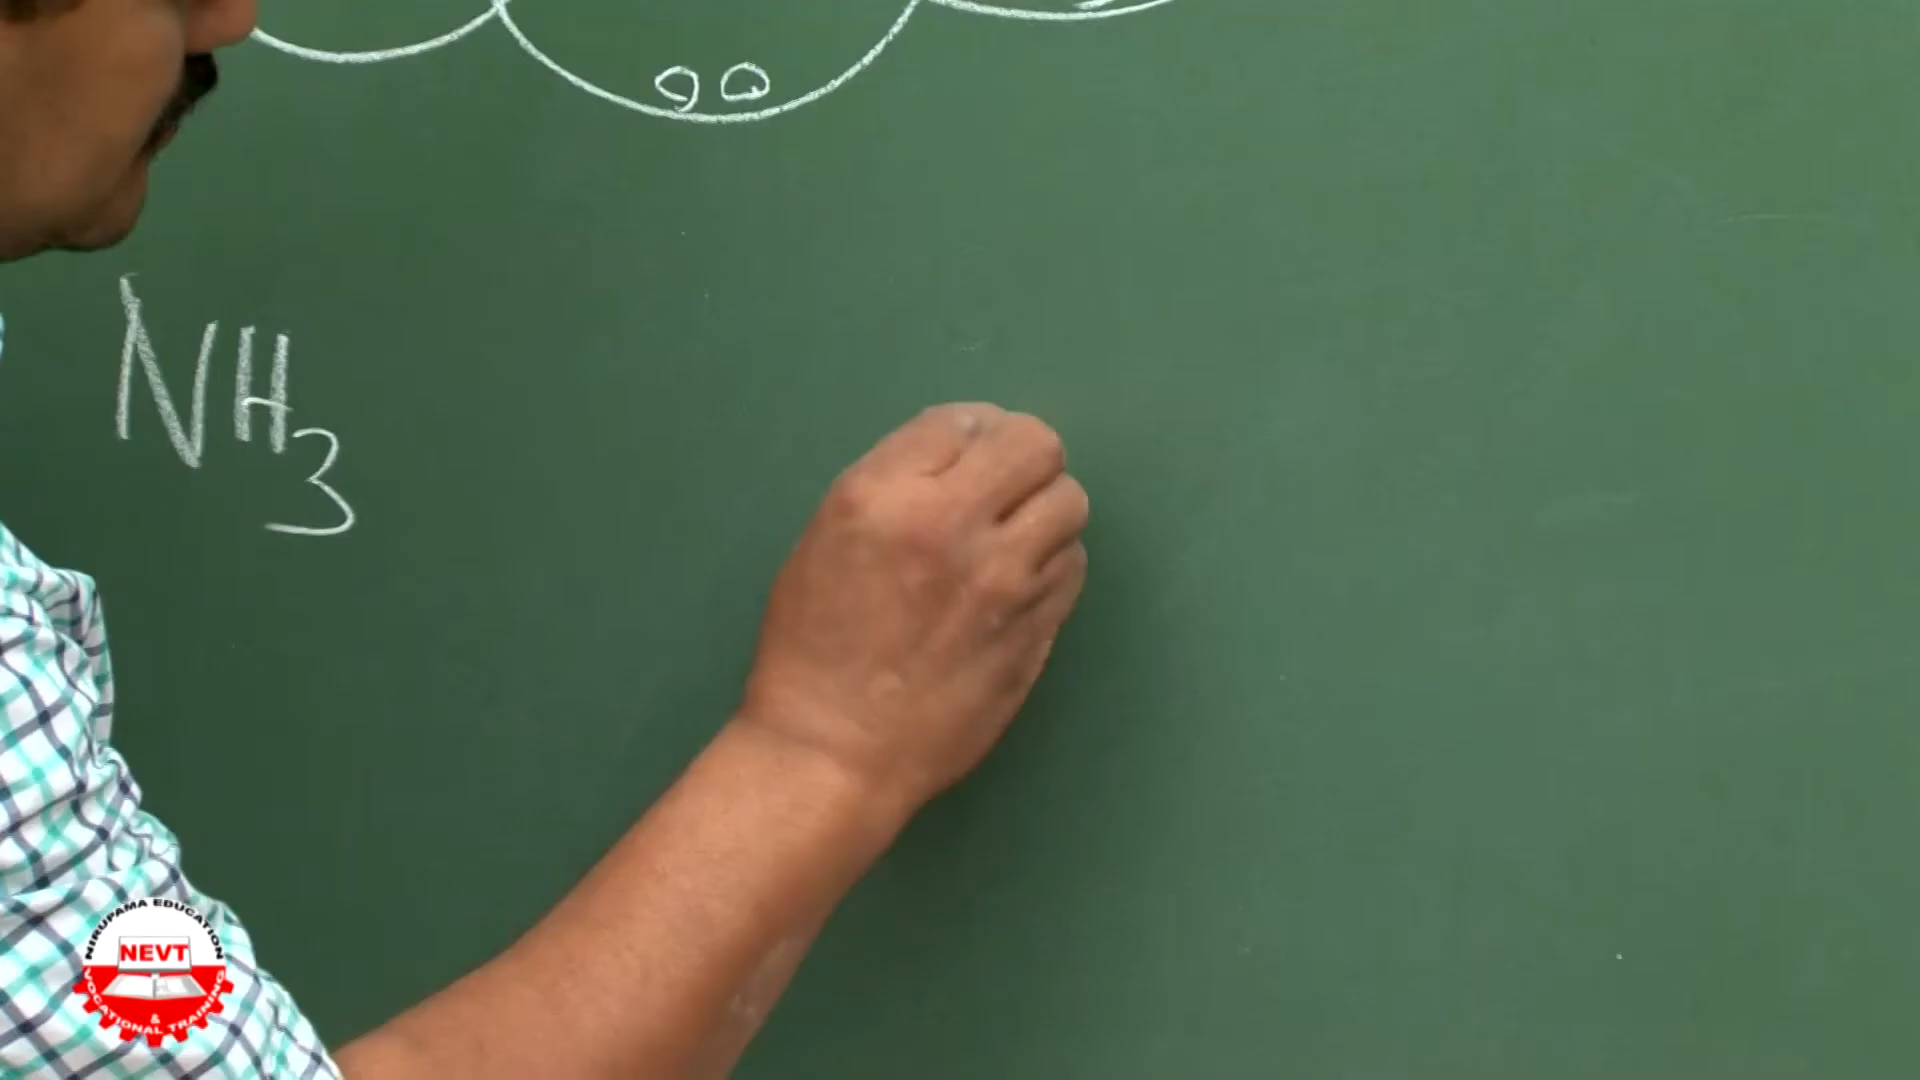 NH3
NIRUPAMA EDUCATION
NEVT
&
VOCATIONAL TRAINING